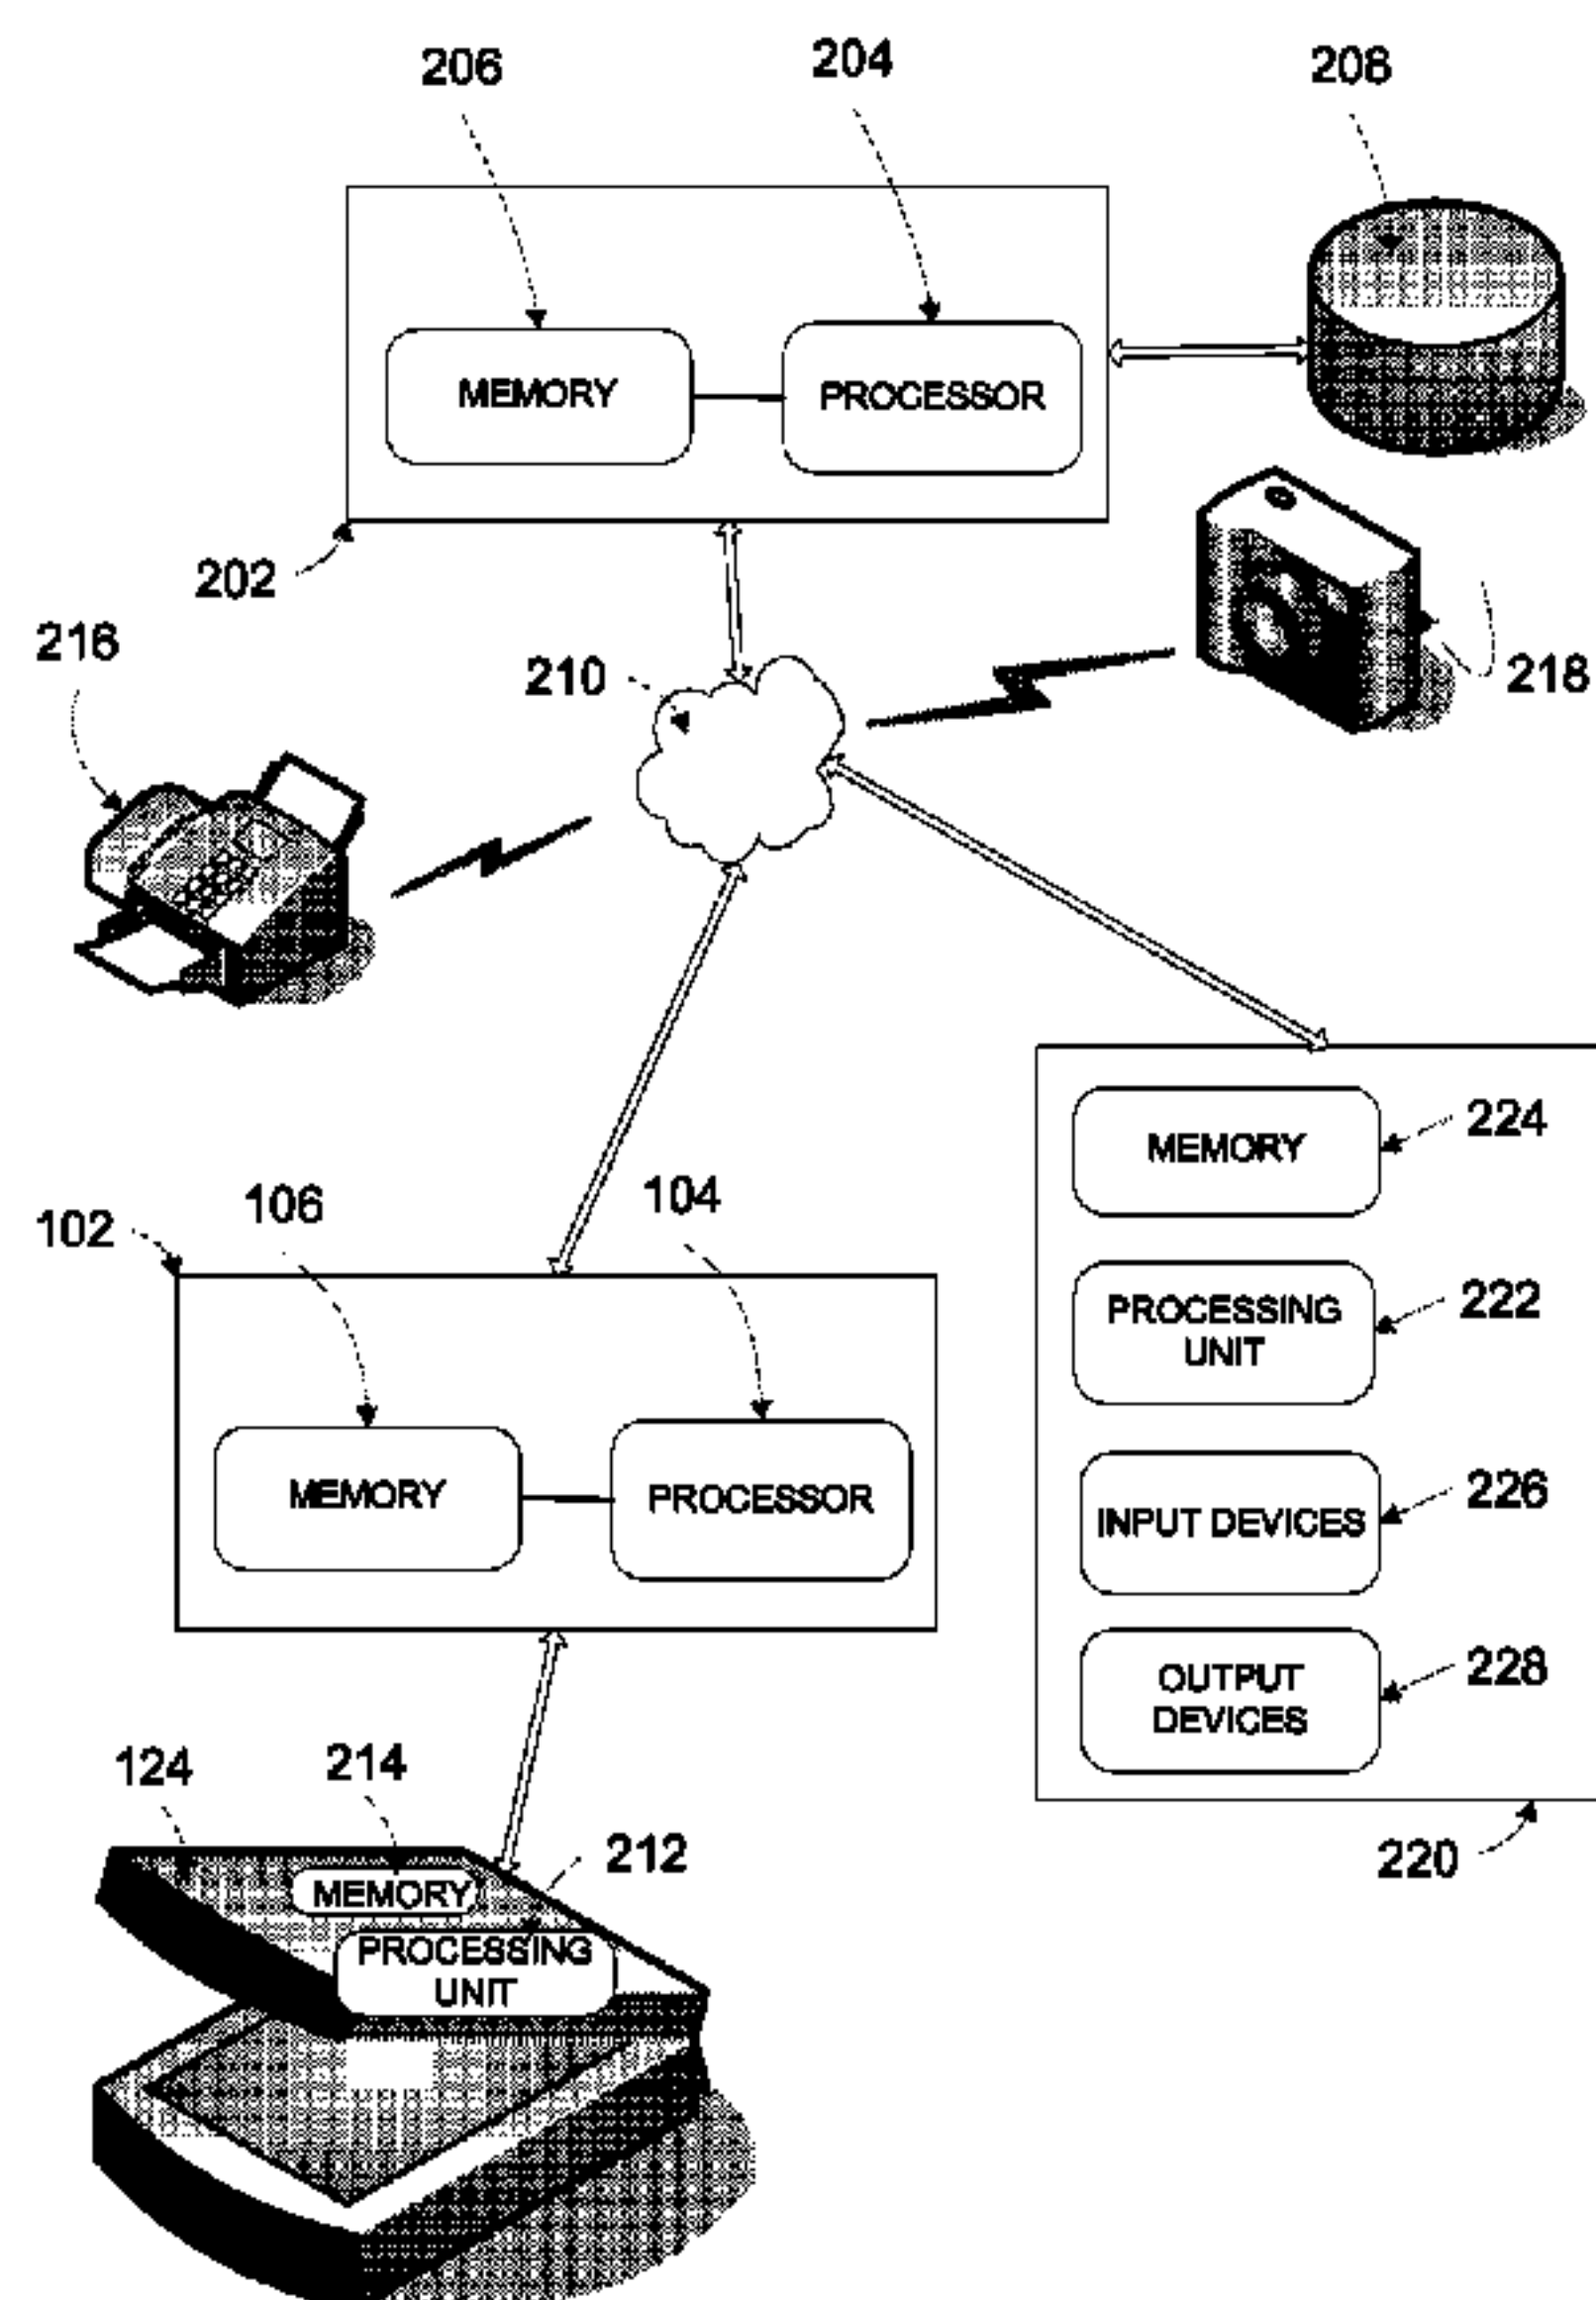 206
204
208
MEMORY
PROCESSOR
202
216
210
218
224
MEMORY
106
104
102
222
PROCESSING
UNIT
MEMORY
PROCESSOR
226
INPUT DEVICES
228
OUTPUT
DEVICES
124
214
212
220
MEMORY
PROCESSING
UNIT